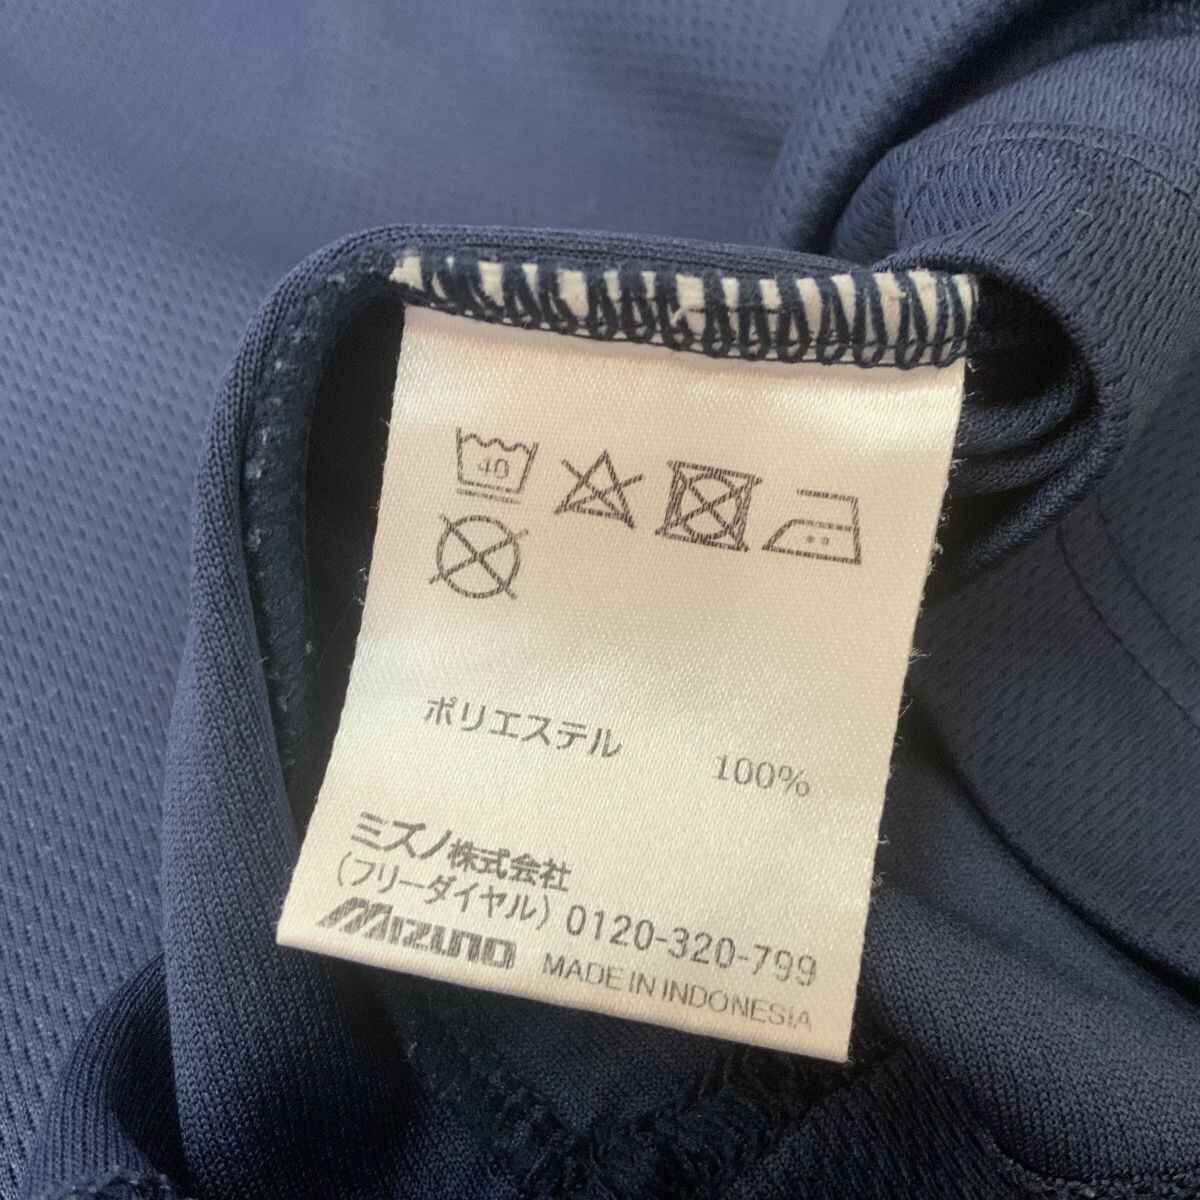 40
ポリエステル 100%
ミズノ株式会社
(フリーダイヤル) 0120-320-799
MIZUNO MADE IN INDONESIA